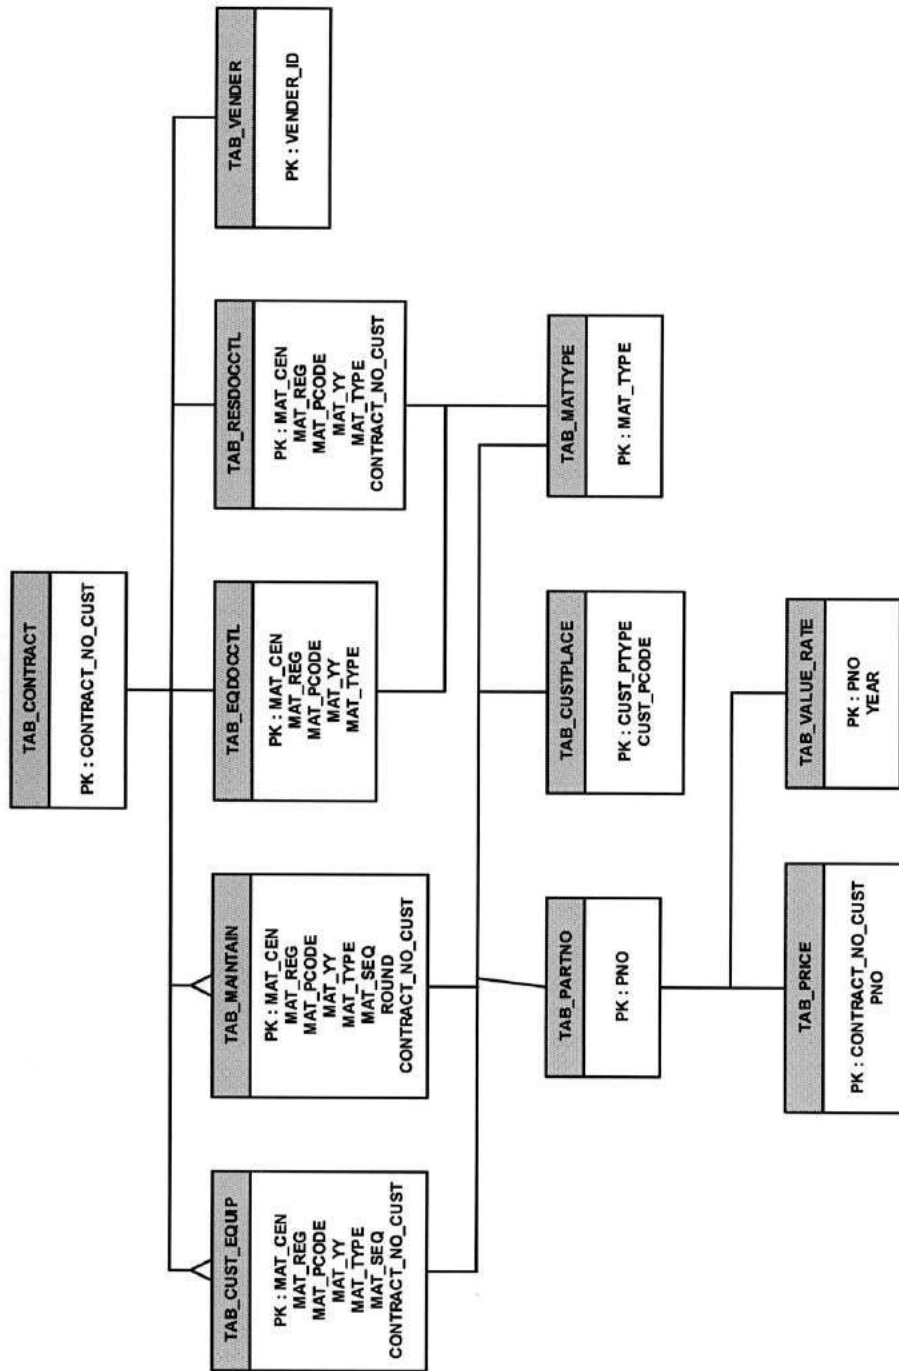 TAB_CONTRACT
PK : CONTRACT_NO_CUST
TAB_CUST_EQUIP
PK : MAT_CEN
MAT_REG
MAT_PCODE
MAT_YY
MAT_TYPE
MAT_SEQ
CONTRACT_NO_CUST
TAB_MAINTAIN
PK : MAT_CEN
MAT_REG
MAT_PCODE
MAT_YY
MAT_TYPE
MAT_SEQ
ROUND
CONTRACT_NO_CUST
TAB_EQDOCCTL
PK : MAT_CEN
MAT_REG
MAT_PCODE
MAT_YY
MAT_TYPE
TAB_RESDOCCTL
PK : MAT_CEN
MAT_REG
MAT_PCODE
MAT_YY
MAT_TYPE
CONTRACT_NO_CUST
TAB_VENDER
PK : VENDER_ID
TAB_PARTNO
PK : PNO
TAB_CUSTPLACE
PK : CUST_PTYPE
CUST_PCODE
TAB_MATTYPE
PK : MAT_TYPE
TAB_PRICE
PK : CONTRACT_NO_CUST
PNO
TAB_VALUE_RATE
PK : PNO
YEAR